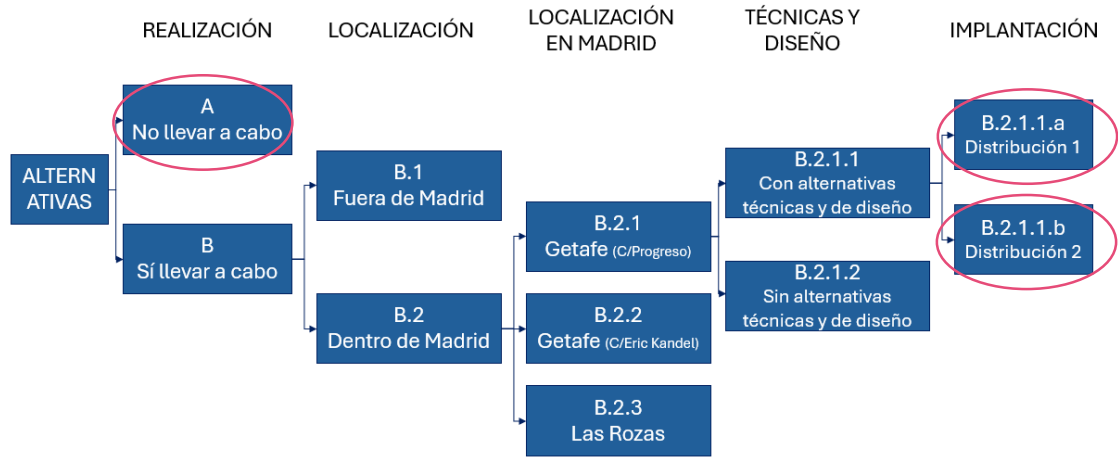 REALIZACIÓN
LOCALIZACIÓN
LOCALIZACIÓN
EN MADRID
TÉCNICAS Y
DISEÑO
IMPLANTACIÓN
ALTERN
ATIVAS
A
No llevar a cabo
B
Sí llevar a cabo
B.1
Fuera de Madrid
B.2
Dentro de Madrid
B.2.1
Getafe (C/Progreso)
B.2.2
Getafe (C/Eric Kandel)
B.2.3
Las Rozas
B.2.1.1
Con alternativas
técnicas y de diseño
B.2.1.2
Sin alternativas
técnicas y de diseño
B.2.1.1.a
Distribución 1
B.2.1.1.b
Distribución 2